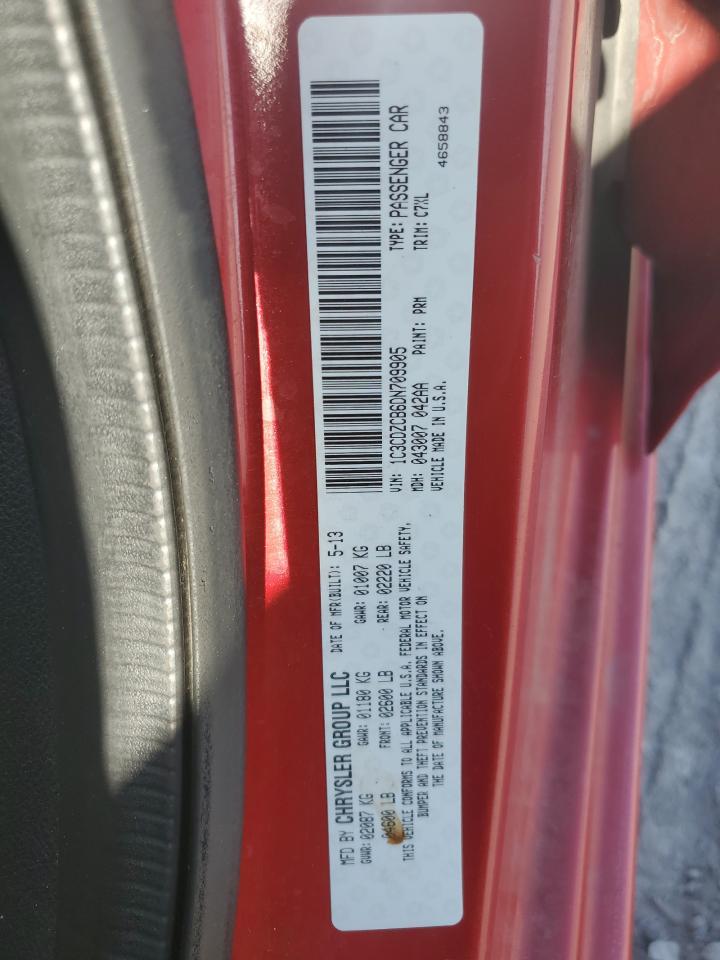 MFD BY CHRYSLER GROUP LLC DATE OF MFR(BUILT): 5-13
GVWR: 02087 KG GAWR: 01180 KG GAWR: 01007 KG
04600 LB FRONT: 02600 LB REAR: 02220 LB
THIS VEHICLE CONFORMS TO ALL APPLICABLE U.S.A. FEDERAL MOTOR VEHICLE SAFETY,
BUMPER AND THEFT PREVENTION STANDARDS IN EFFECT ON
THE DATE OF MANUFACTURE SHOWN ABOVE.
VIN: 1C3CDZCB6DN709905 TYPE: PASSENGER CAR
MDH: 043007 042AA PAINT: PRM TRIM: C7XL
VEHICLE MADE IN U.S.A. 4658843